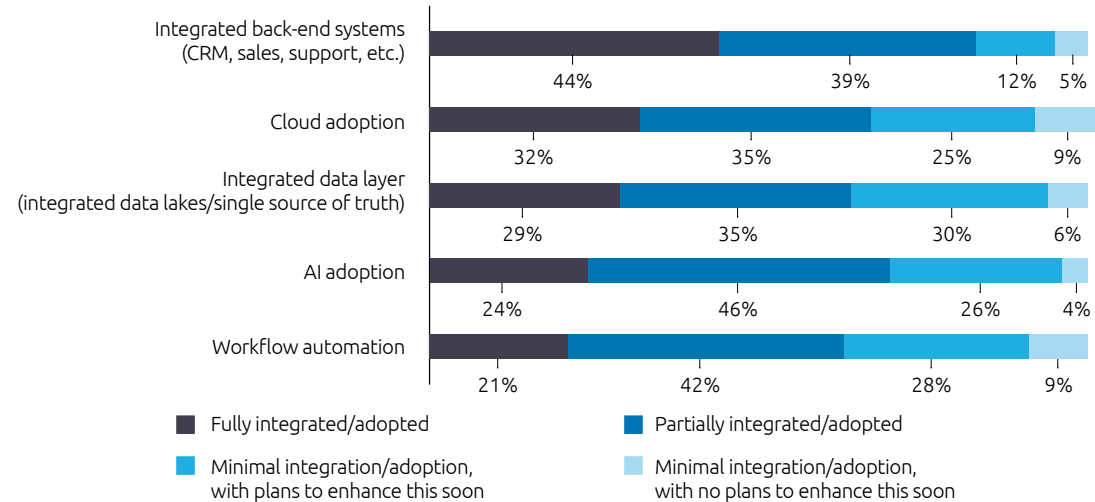 Integrated back-end systems
(CRM, sales, support, etc.)
44% 39% 12% 5%
Cloud adoption
32% 35% 25% 9%
Integrated data layer
(integrated data lakes/single source of truth)
29% 35% 30% 6%
AI adoption
24% 46% 26% 4%
Workflow automation
21% 42% 28% 9%
Fully integrated/adopted
Partially integrated/adopted
Minimal integration/adoption,
with plans to enhance this soon
Minimal integration/adoption,
with no plans to enhance this soon